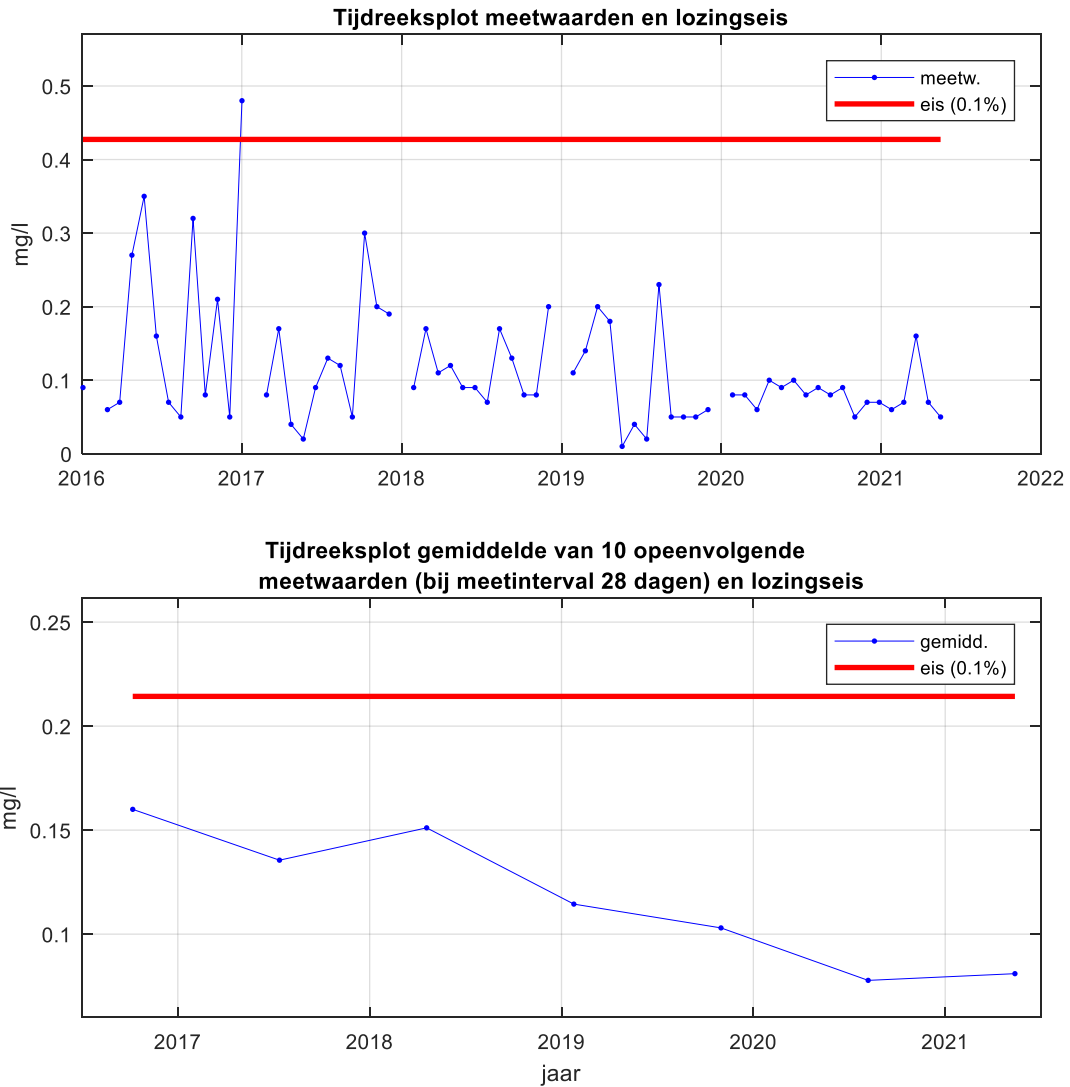 Tijdreeksplot meetwaarden en lozingseis
meetw.
eis (0.1%)
mg/l
0.5
0.4
0.3
0.2
0.1
0
2016 2017 2018 2019 2020 2021 2022
Tijdreeksplot gemiddelde van 10 opeenvolgende
meetwaarden (bij meetinterval 28 dagen) en lozingseis
gemidd.
eis (0.1%)
mg/l
0.25
0.2
0.15
0.1
2017 2018 2019 2020 2021
jaar